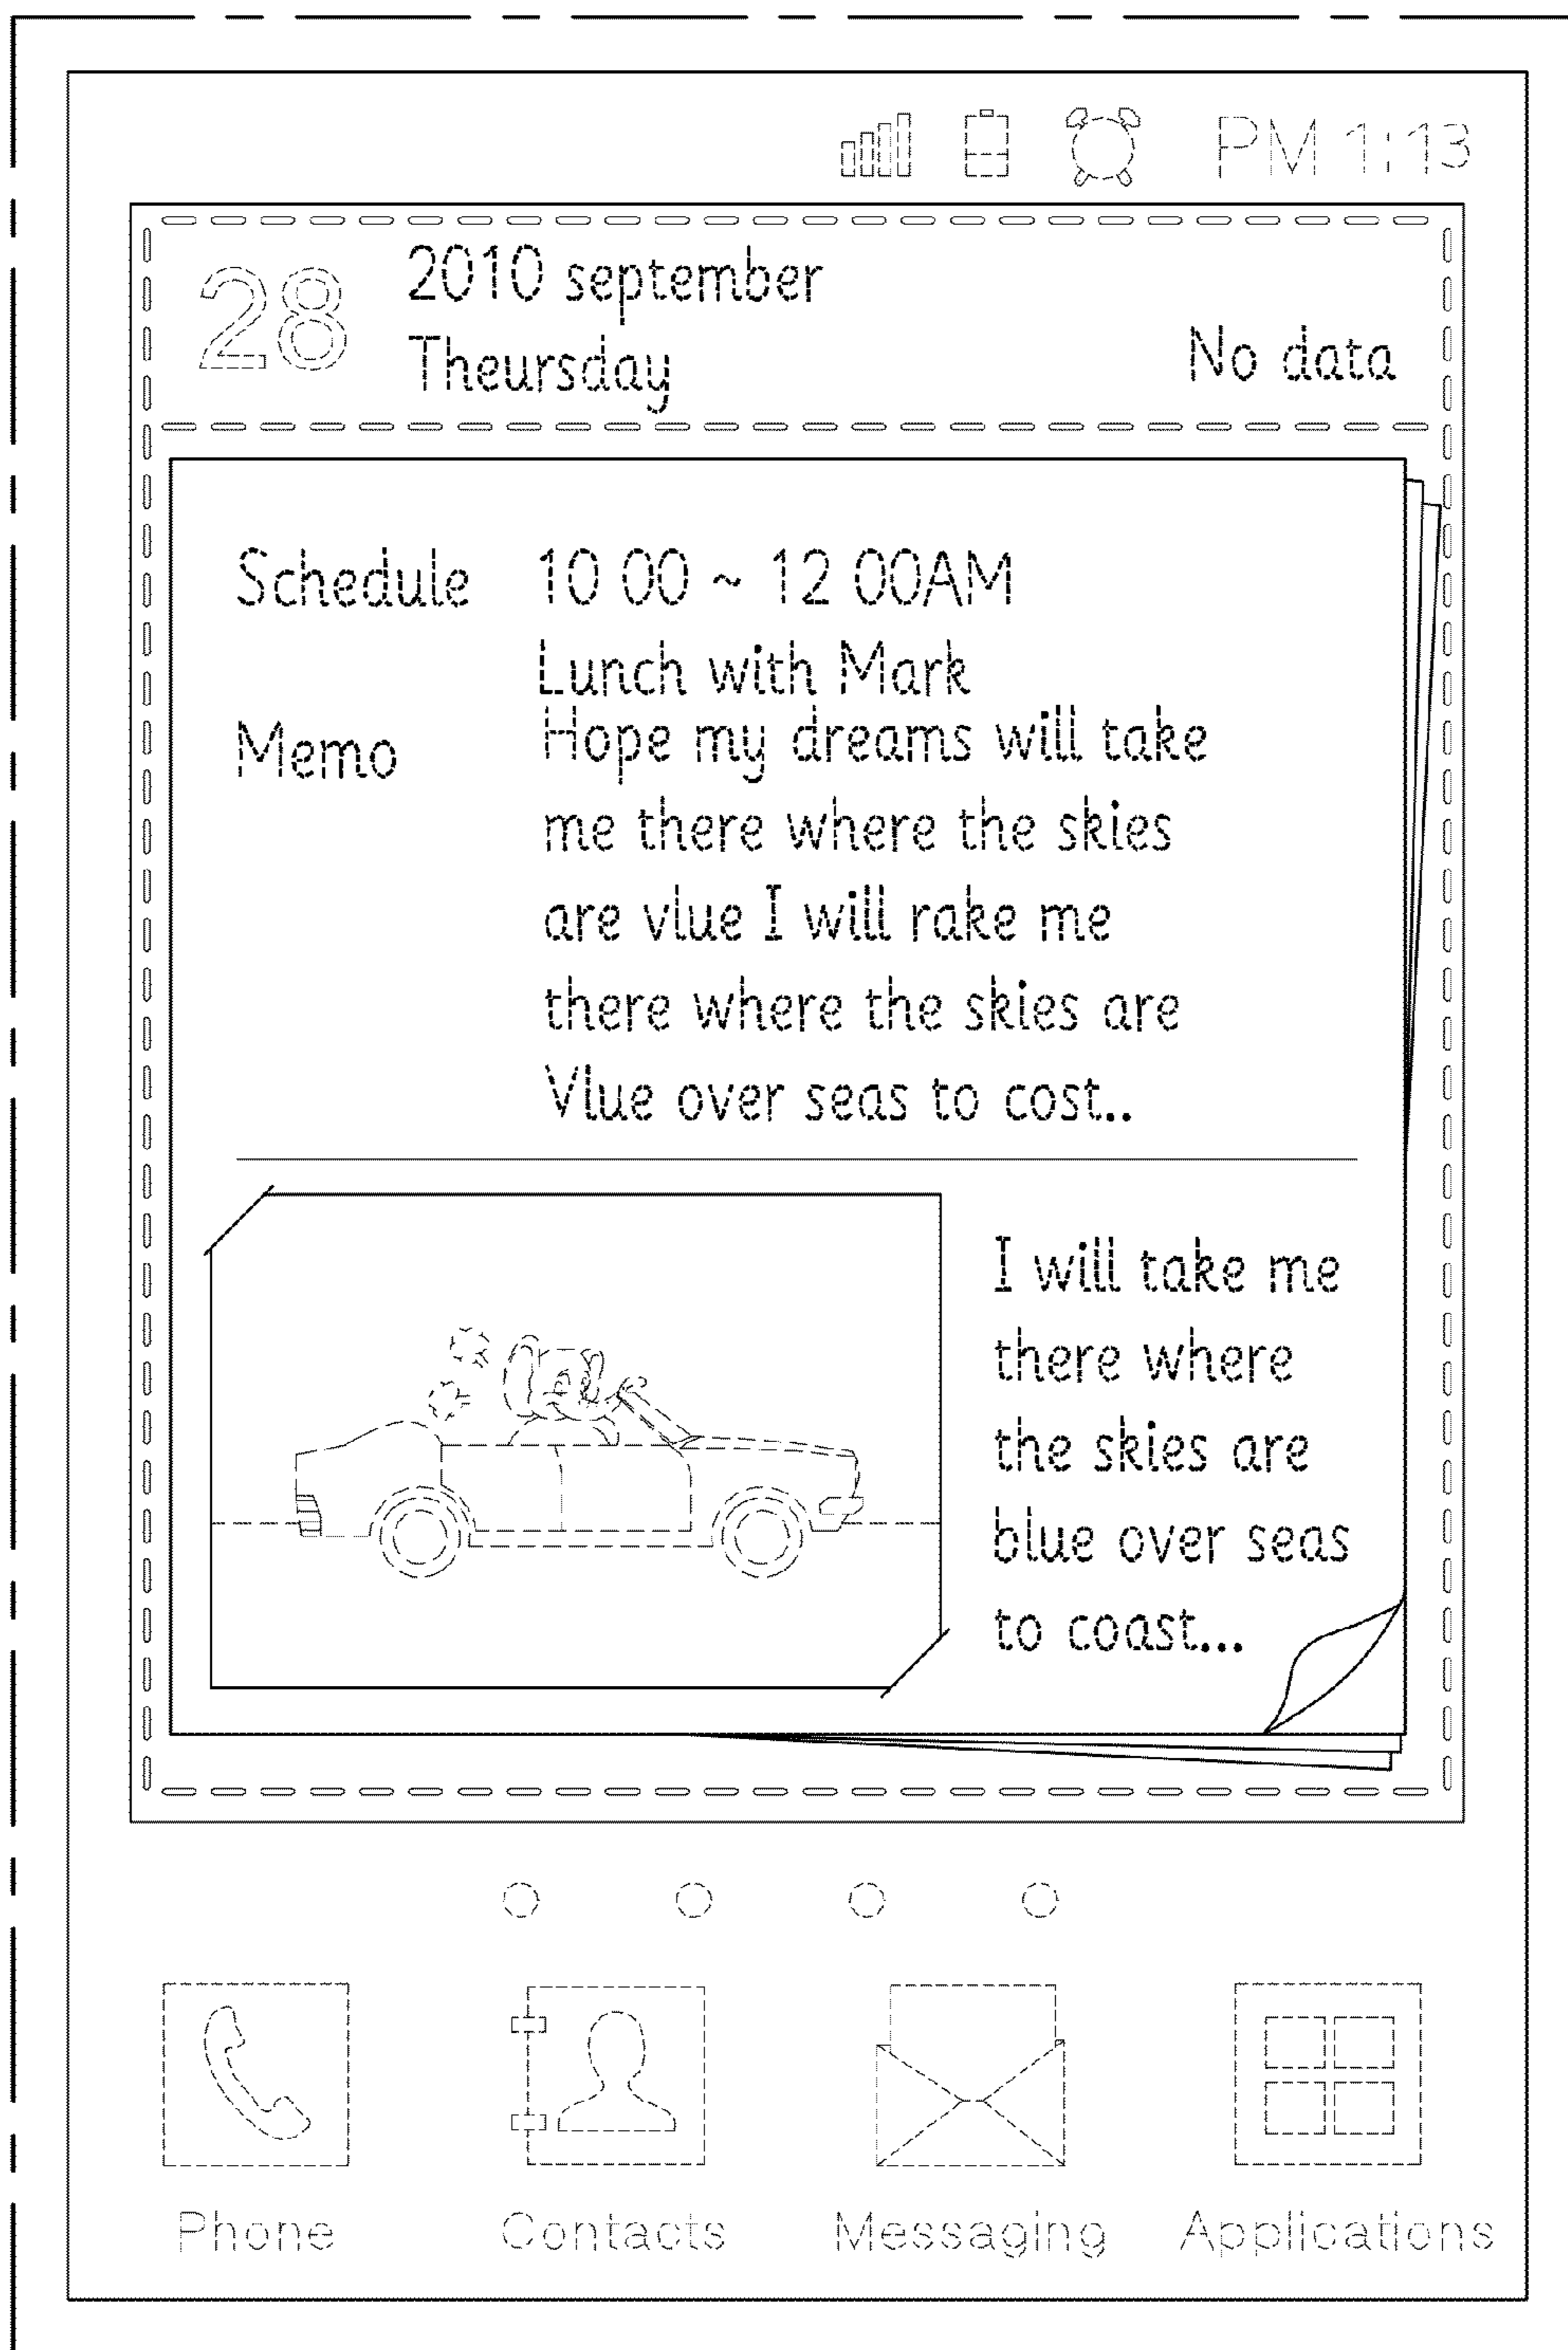 PM 1:13
28
2010 september
Theursday
No data
Schedule 10 00 ~ 12 00AM
Lunch with Mark
Memo Hope my dreams will take
me there where the skies
are vlue I will rake me
there where the skies are
Vlue over seas to cost..
I will take me
there where
the skies are
blue over seas
to coast...
Phone Contacts Messaging Applications